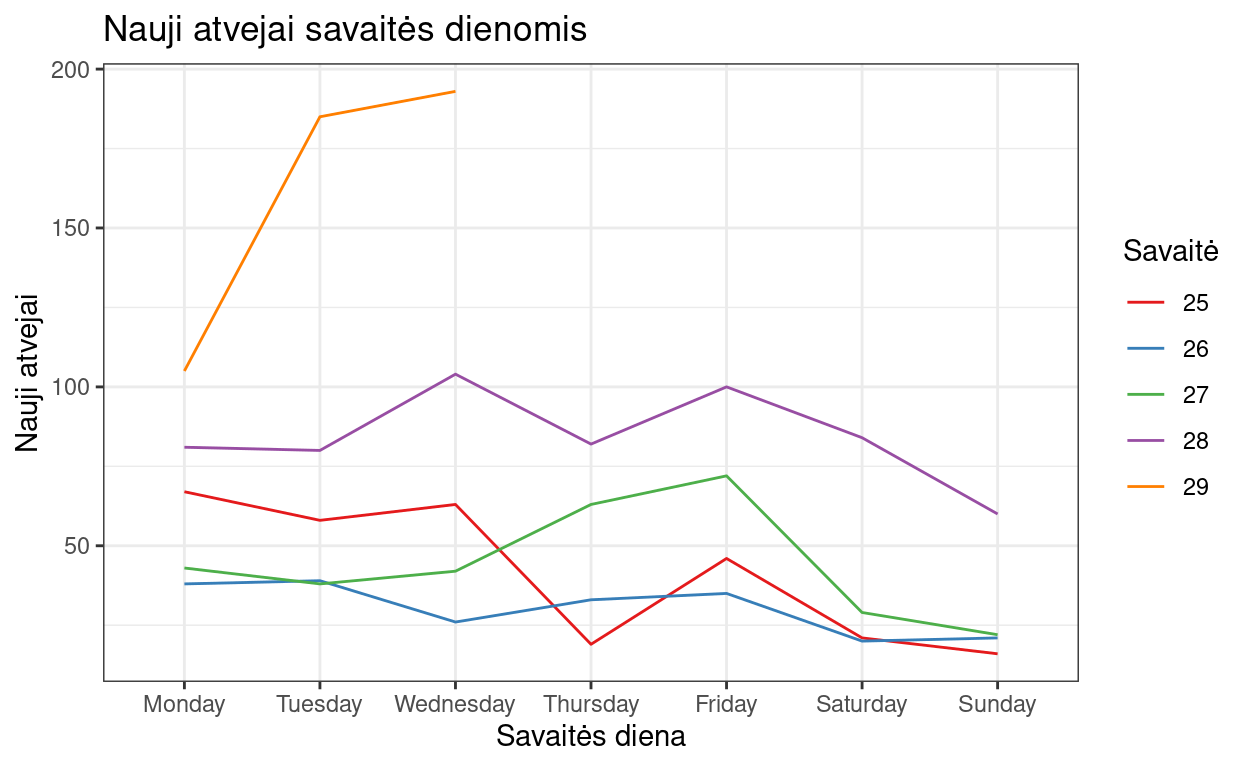 Nauji atvejai savaitės dienomis
Nauji atvejai
200
150
100
50
Monday Tuesday Wednesday Thursday Friday Saturday Sunday
Savaitės diena
Savaitė
25
26
27
28
29